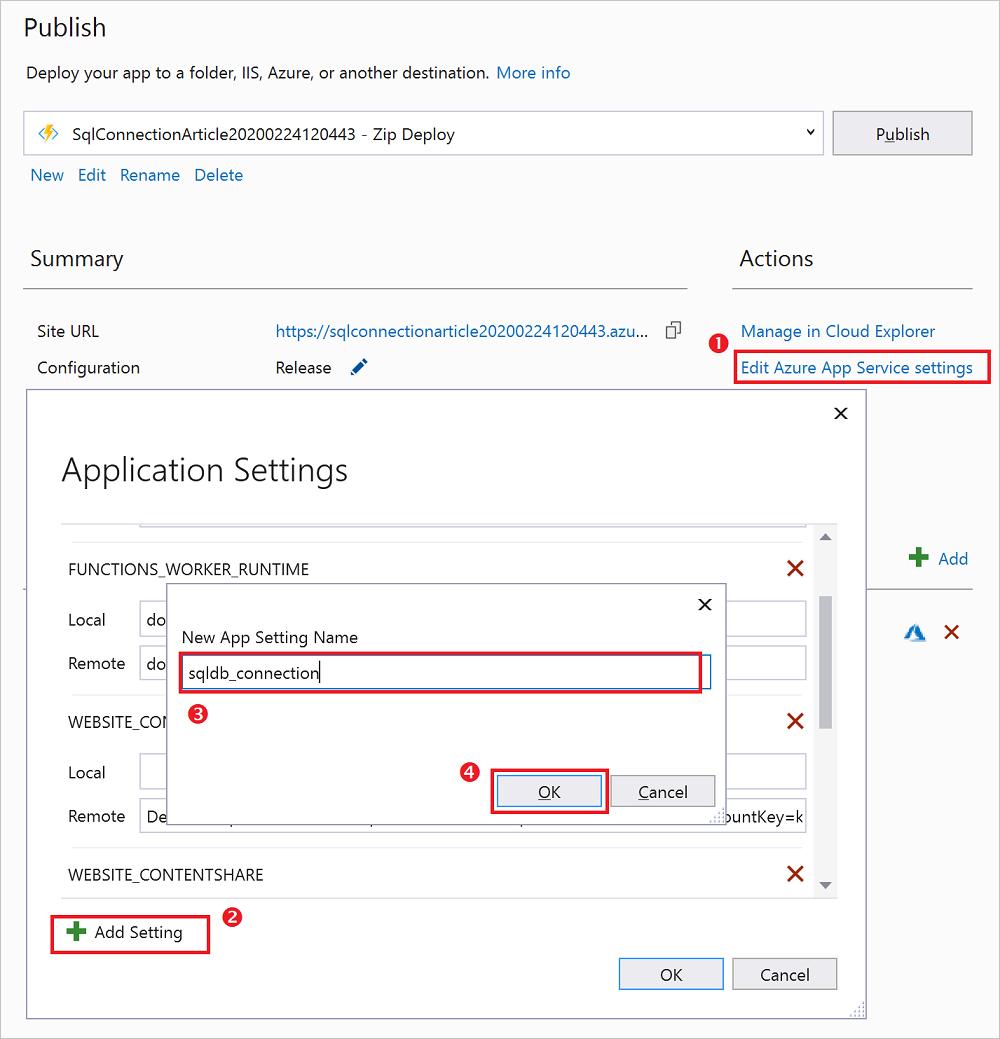 Publish
Deploy your app to a folder, IIS, Azure, or another destination. More info
SqlConnectionArticle20200224120443 - Zip Deploy
Publish
New Edit Rename Delete
Summary
Actions
Site URL
https://sqlconnectionarticle20200224120443.azu...
Manage in Cloud Explorer
1
Configuration
Release
Edit Azure App Service settings
Application Settings
Add
FUNCTIONS_WORKER_RUNTIME
Local
do
Remote
do
New App Setting Name
sqldb_connection
3
WEBSITE_CON
Local
Remote
De
ountKey=k
4
OK
Cancel
WEBSITE_CONTENTSHARE
2
Add Setting
OK
Cancel